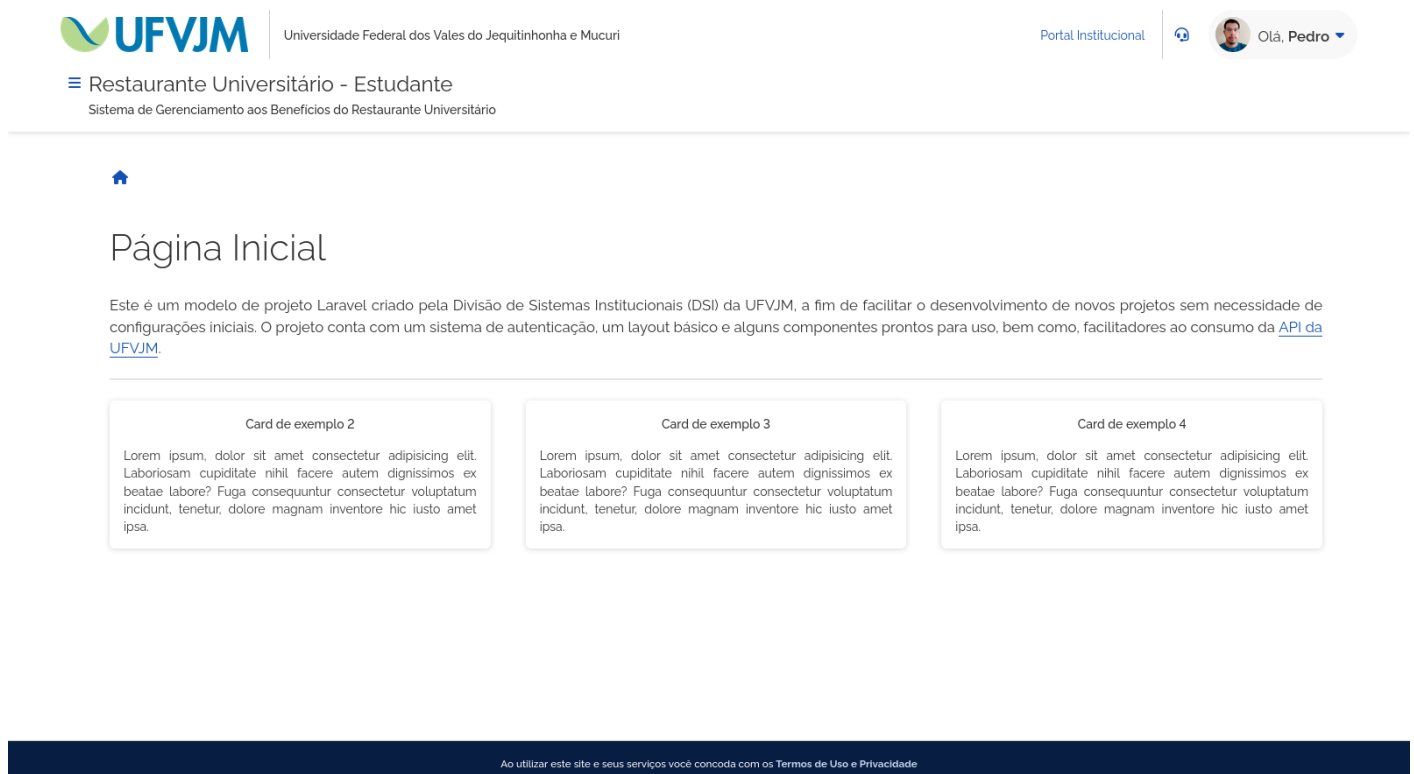 UFVJM
Universidade Federal dos Vales do Jequitinhonha e Mucuri
Portal Institucional
Olá, Pedro
Restaurante Universitário - Estudante
Sistema de Gerenciamento aos Benefícios do Restaurante Universitário
Página Inicial
Este é um modelo de projeto Laravel criado pela Divisão de Sistemas Institucionais (DSI) da UFVJM, a fim de facilitar o desenvolvimento de novos projetos sem necessidade de
configurações iniciais. O projeto conta com um sistema de autenticação, um layout básico e alguns componentes prontos para uso, bem como, facilitadores ao consumo da API da
UFVJM.
Card de exemplo 2
Lorem ipsum, dolor sit amet consectetur adipisicing elit.
Laboriosam cupiditate nihil facere autem dignissimos ex
beatae labore? Fuga consequuntur consectetur voluptatum
incidunt, tenetur, dolore magnam inventore hic iusto amet
ipsa.
Card de exemplo 3
Lorem ipsum, dolor sit amet consectetur adipisicing elit.
Laboriosam cupiditate nihil facere autem dignissimos ex
beatae labore? Fuga consequuntur consectetur voluptatum
incidunt, tenetur, dolore magnam inventore hic iusto amet
ipsa.
Card de exemplo 4
Lorem ipsum, dolor sit amet consectetur adipisicing elit.
Laboriosam cupiditate nihil facere autem dignissimos ex
beatae labore? Fuga consequuntur consectetur voluptatum
incidunt, tenetur, dolore magnam inventore hic iusto amet
ipsa.
Ao utilizar este site e seus serviços você concoda com os Termos de Uso e Privacidade